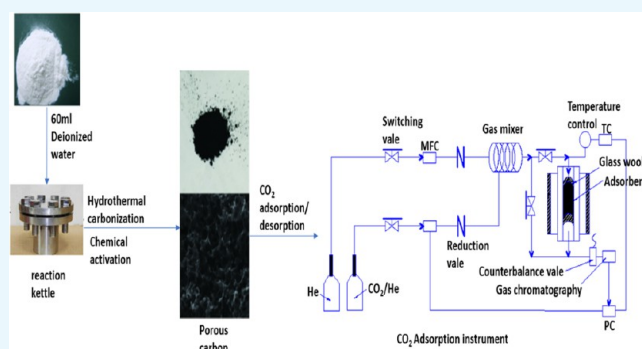 60ml
Deionized
water
Hydrothermal
carbonization
Chemical
activation
reaction
kettle
Porous
carbon
CO₂
adsorption/
desorption
Switching
vale
MFC
Gas mixer
Temperature
control
TC
Glass wool
Adsorber
Reduction
vale
He
CO₂/He
Counterbalance vale
Gas chromatography
PC
CO₂ Adsorption instrument